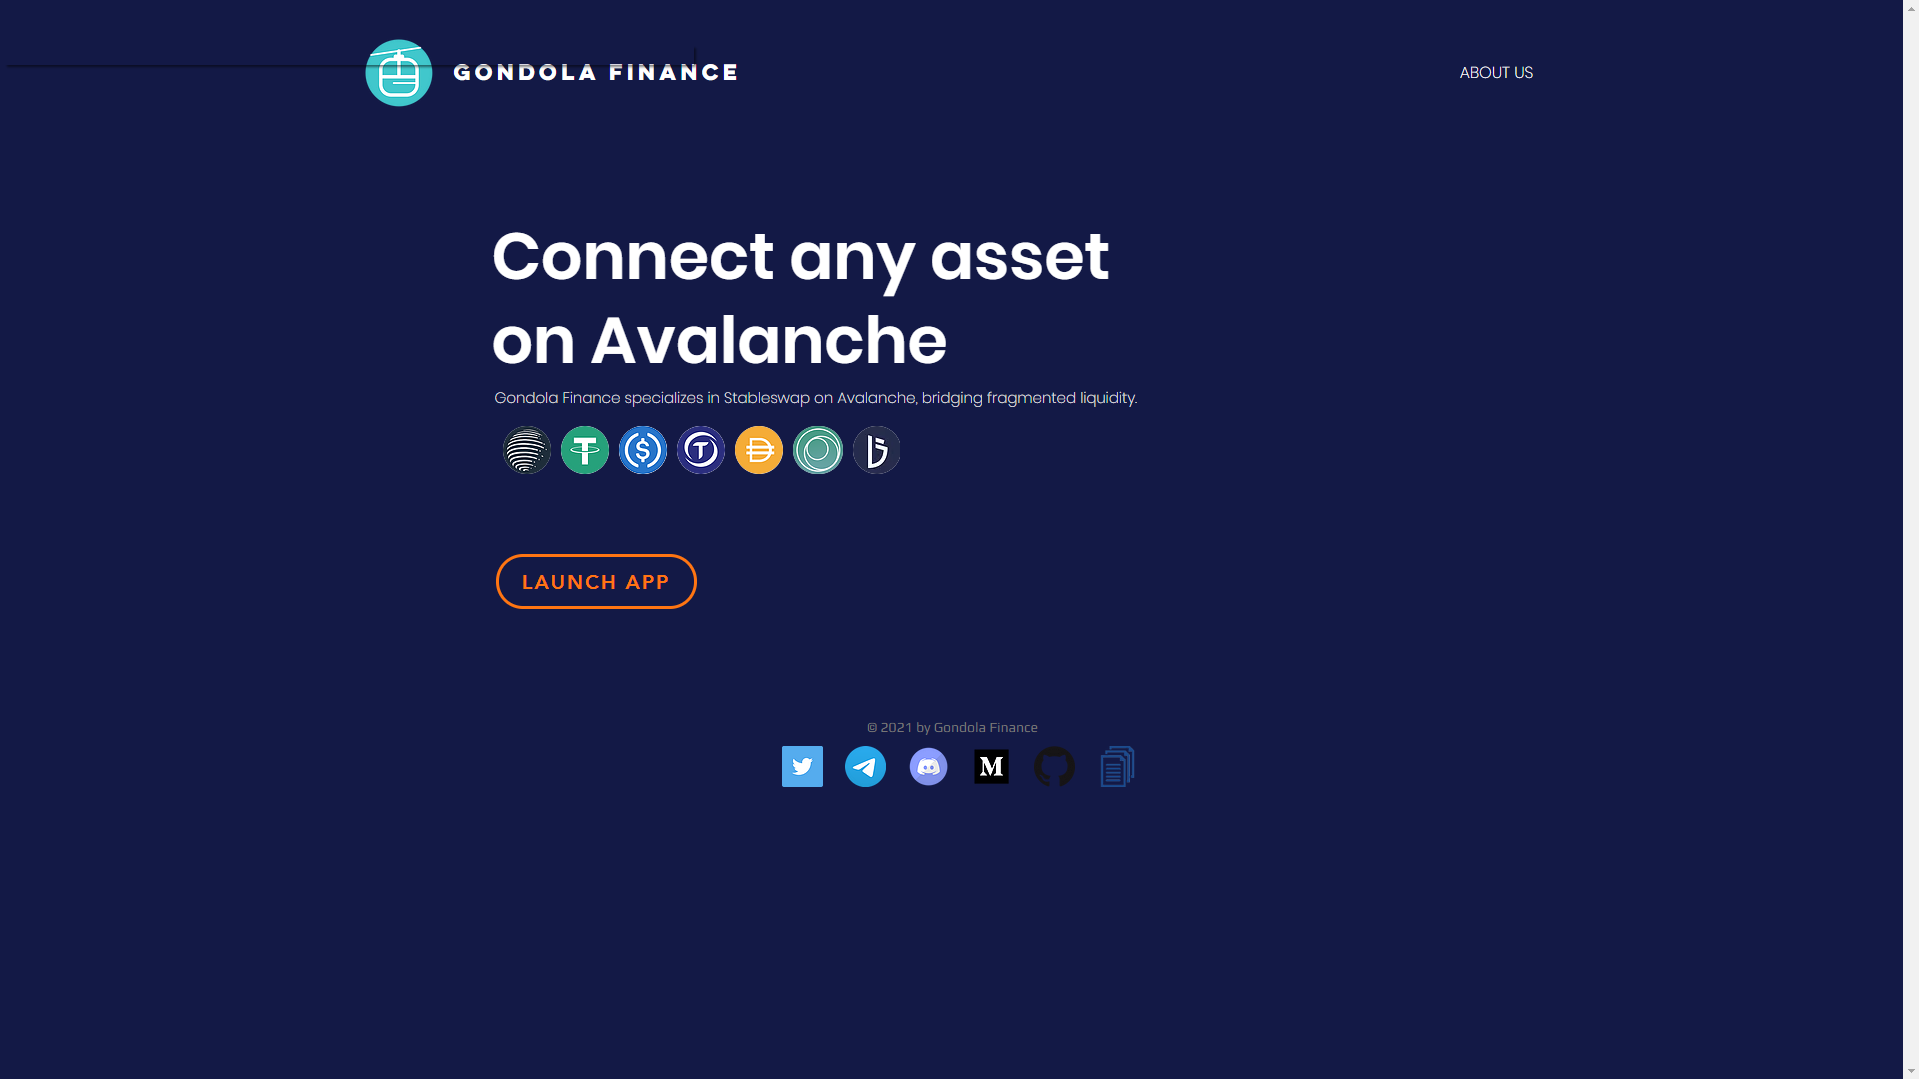 GONDOLA FINANCE
ABOUT US
Connect any asset
on Avalanche
Gondola Finance specializes in Stableswap on Avalanche, bridging fragmented liquidity.
LAUNCH APP
© 2021 by Gondola Finance
M